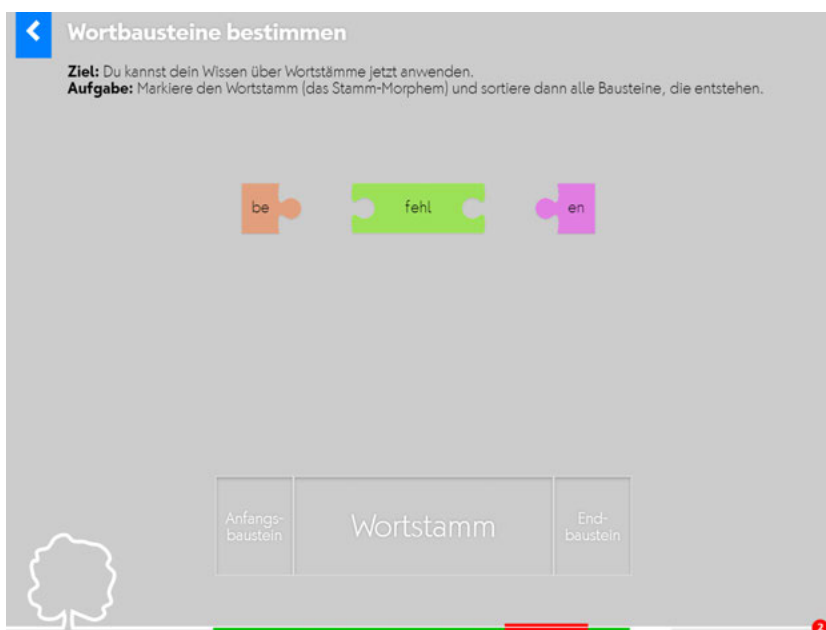 Wortbausteine bestimmen
Ziel: Du kannst dein Wissen über Wortstämme jetzt anwenden.
Aufgabe: Markiere den Wortstamm (das Stamm-Morphem) und sortiere dann alle Bausteine, die entstehen.
be fehl en
Anfangs-
baustein
Wortstamm
End-
baustein
2